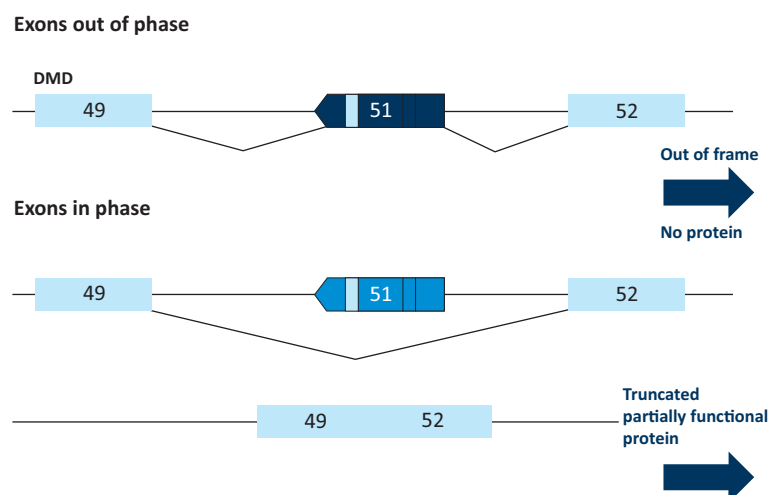 Exons out of phase
DMD
49
51
52
Out of frame
No protein
Exons in phase
49
51
52
49
52
Truncated
partially functional
protein